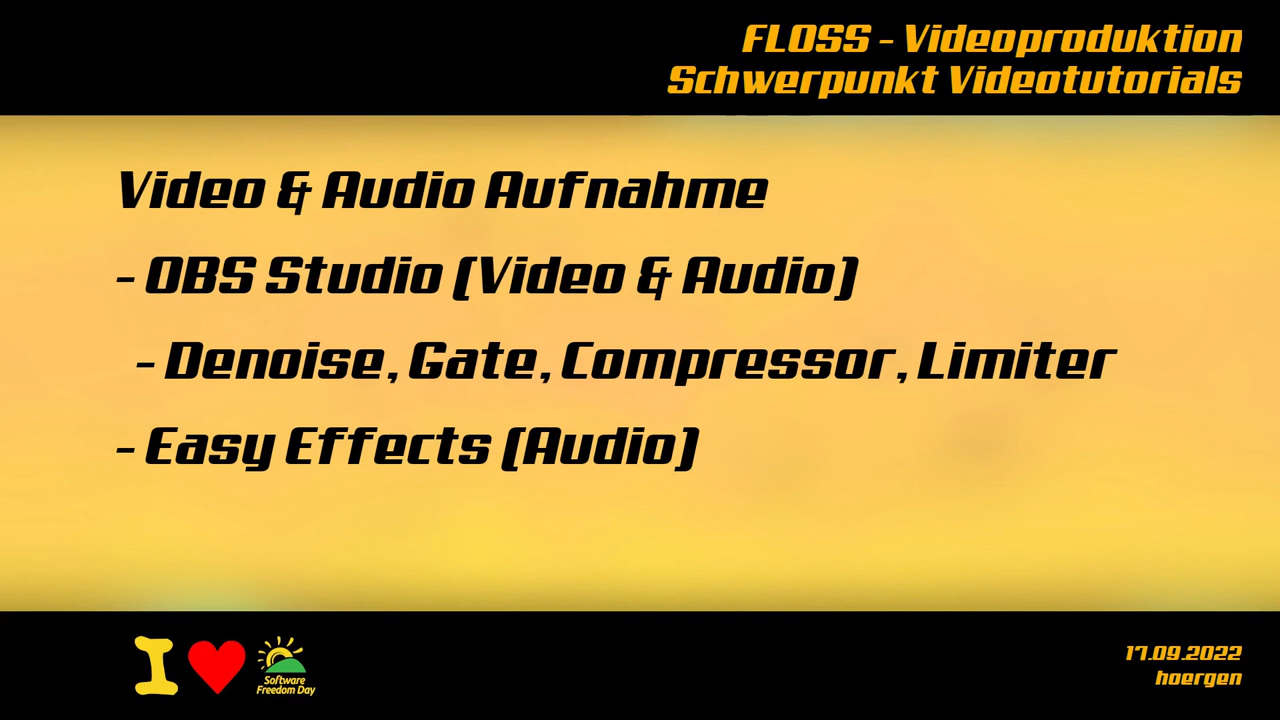 FLOSS - Videoproduktion
Schwerpunkt Videotutorials
Video & Audio Aufnahme
- OBS Studio (Video & Audio)
- Denoise, Gate, Compressor, Limiter
- Easy Effects (Audio)
I
Software
Freedom Day
17.09.2022
hoergen